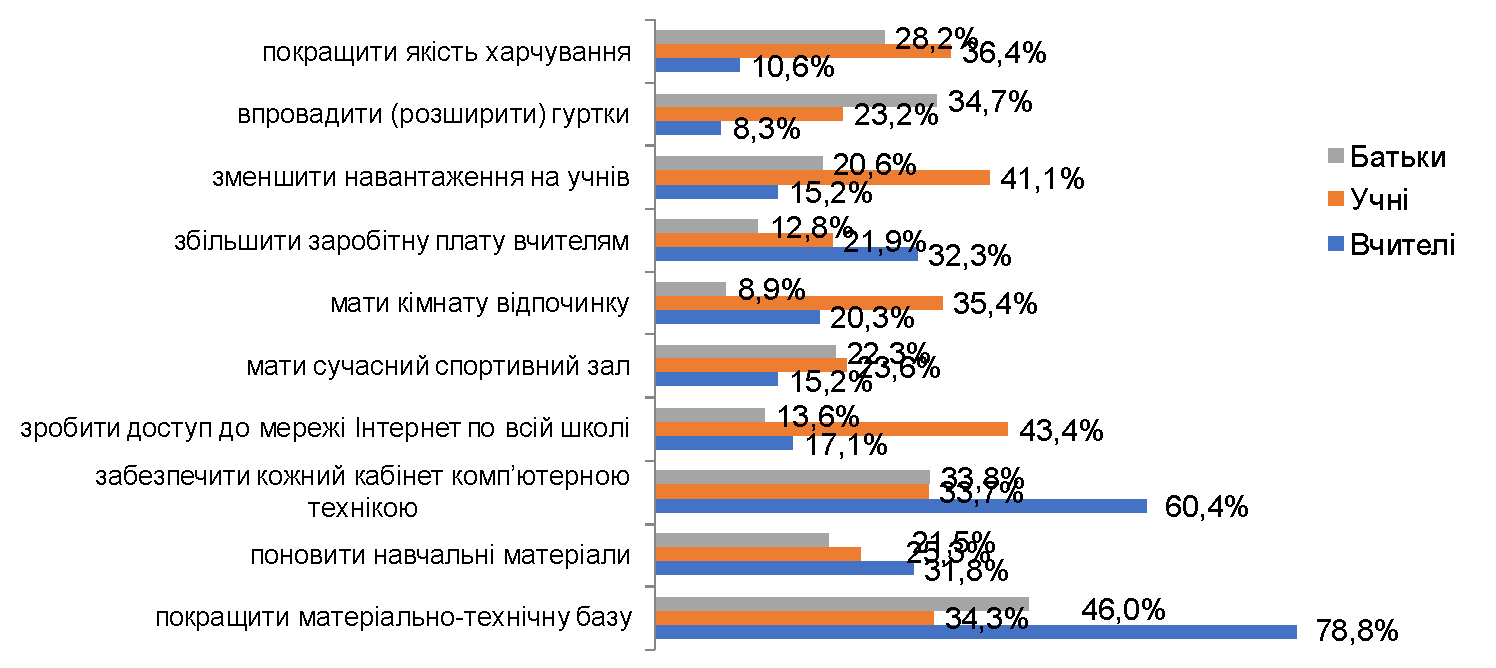 покращити якість харчування
28,2%
36,4%
10,6%
впровадити (розширити) гуртки
34,7%
23,2%
8,3%
зменшити навантаження на учнів
20,6%
41,1%
15,2%
збільшити заробітну плату вчителям
12,8%
21,9%
32,3%
мати кімнату відпочинку
8,9%
35,4%
20,3%
мати сучасний спортивний зал
22,3%
23,6%
15,2%
зробити доступ до мережі Інтернет по всій школі
13,6%
43,4%
17,1%
забезпечити кожний кабінет комп’ютерною
технікою
33,8%
33,7%
60,4%
поновити навчальні матеріали
21,5%
25,3%
31,8%
покращити матеріально-технічну базу
46,0%
34,3%
78,8%
Батьки
Учні
Вчителі